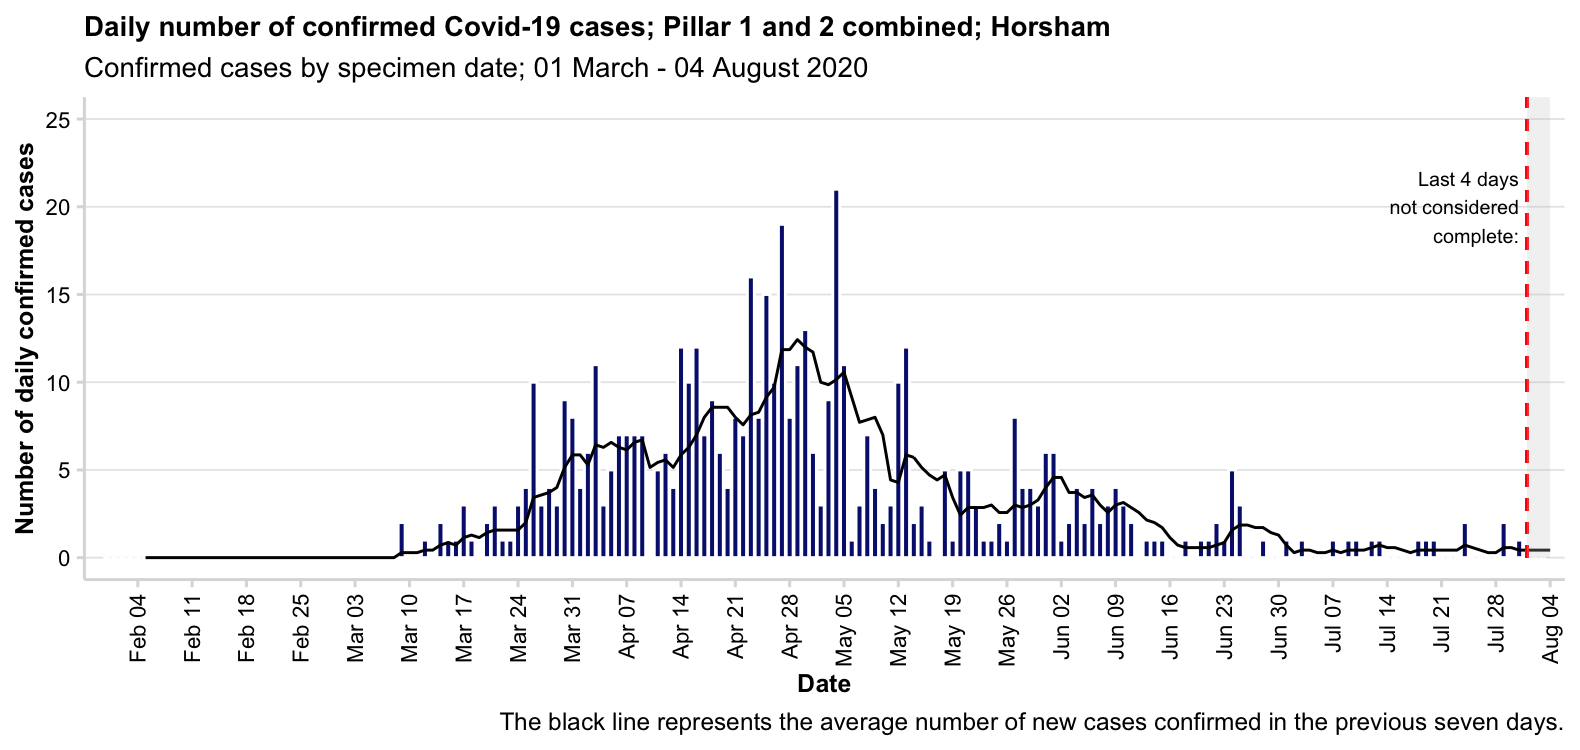 Daily number of confirmed Covid-19 cases; Pillar 1 and 2 combined; Horsham
Confirmed cases by specimen date; 01 March - 04 August 2020
Number of daily confirmed cases
25
20
15
10
5
0
Last 4 days
not considered
complete:
Feb 04
Feb 11
Feb 18
Feb 25
Mar 03
Mar 10
Mar 17
Mar 24
Mar 31
Apr 07
Apr 14
Apr 21
Apr 28
May 05
May 12
May 19
May 26
Jun 02
Jun 09
Jun 16
Jun 23
Jun 30
Jul 07
Jul 14
Jul 21
Jul 28
Aug 04
Date
The black line represents the average number of new cases confirmed in the previous seven days.